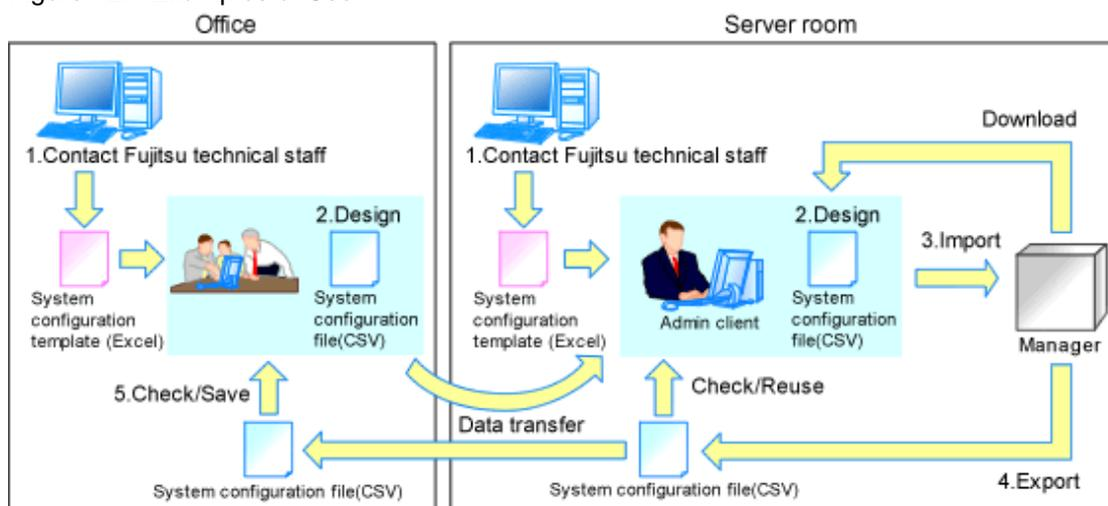 Office
Server room
Download
1.Contact Fujitsu technical staff
1.Contact Fujitsu technical staff
2.Design
2.Design
3.Import
System
configuration
template (Excel)
System
configuration
file(CSV)
System
configuration
template (Excel)
Admin client
System
configuration
file(CSV)
Manager
5.Check/Save
Check/Reuse
Data transfer
System configuration file(CSV)
System configuration file(CSV)
4.Export